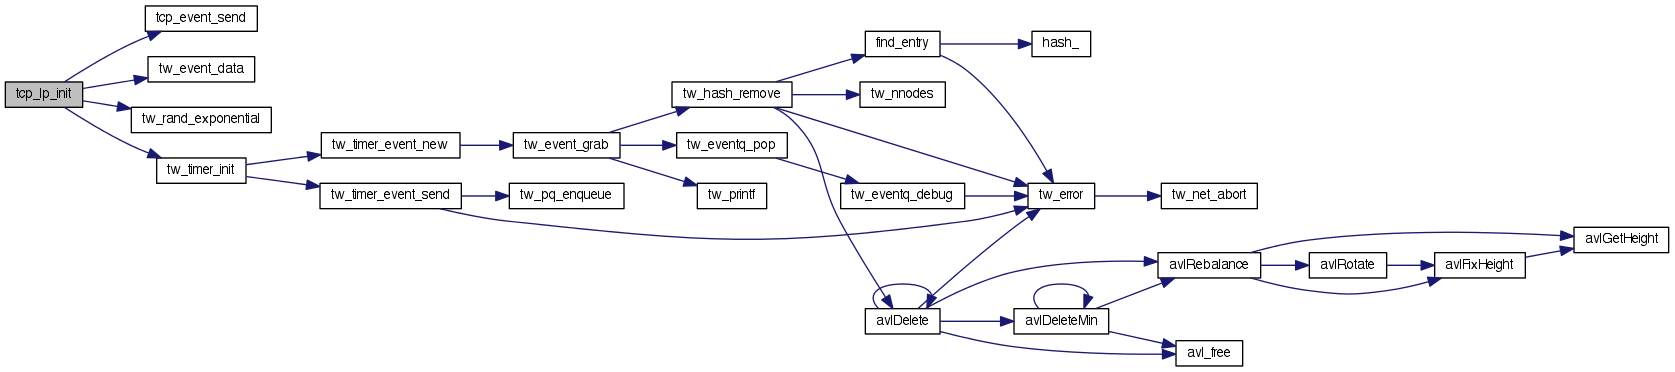 tcp_lp_init
tcp_event_send
tw_event_data
tw_rand_exponential
tw_timer_init
tw_timer_event_new
tw_timer_event_send
tw_event_grab
tw_pq_enqueue
tw_hash_remove
tw_eventq_pop
tw_printf
find_entry
tw_nnodes
tw_eventq_debug
avlDelete
hash_
tw_error
avlDeleteMin
tw_net_abort
avlRebalance
avl_free
avlRotate
avlFixHeight
avlGetHeight